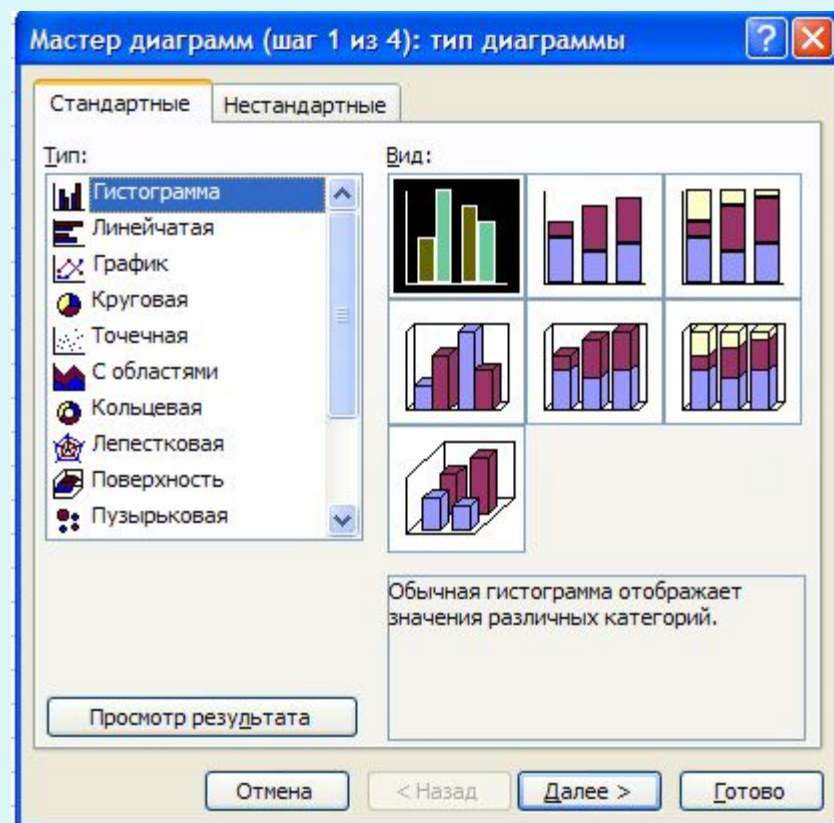 Мастер диаграмм (шаг 1 из 4): тип диаграммы
Стандартные
Нестандартные
Тип:
Гистограмма
Линейчатая
График
Круговая
Точечная
С областями
Кольцевая
Лепестковая
Поверхность
Пузырьковая
Вид:
Обычная гистограмма отображает
значения различных категорий.
Просмотр результата
Отмена
< Назад
Далее >
Готово